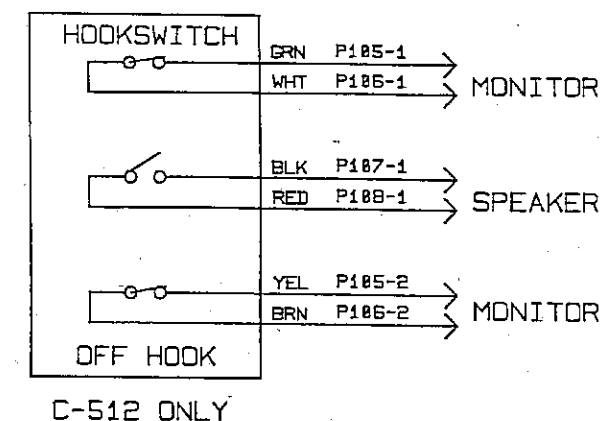 HOOKSWITCH
GRN P105-1
WHT P106-1
MONITOR
BLK P107-1
RED P108-1
SPEAKER
YEL P105-2
BRN P106-2
MONITOR
OFF HOOK
C-512 ONLY